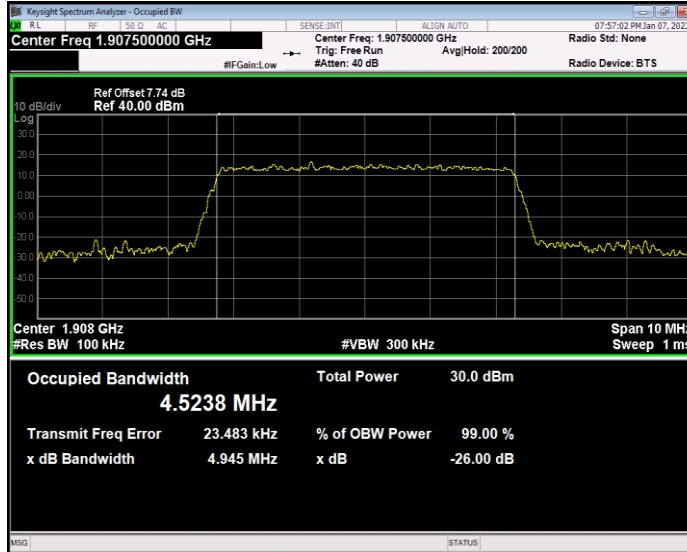 Keysight Spectrum Analyzer - Occupied BW
RL RF 50 Ω AC SENSE:INT ALIGN AUTO 07:57:02 PM Jan 07, 202
Center Freq 1.907500000 GHz
Center Freq: 1.907500000 GHz Radio Std: None
Trig: Free Run Avg|Hold: 200/200
#IFGain:Low #Atten: 40 dB Radio Device: BTS
Ref Offset 7.74 dB
10 dB/div Ref 40.00 dBm
Log
30.0
20.0
10.0
0.00
-10.0
-20.0
-30.0
-40.0
-50.0
Center 1.908 GHz Span 10 MHz
#Res BW 100 kHz #VBW 300 kHz Sweep 1 ms
Occupied Bandwidth Total Power 30.0 dBm
4.5238 MHz
Transmit Freq Error 23.483 kHz % of OBW Power 99.00 %
x dB Bandwidth 4.945 MHz x dB -26.00 dB
MSG STATUS